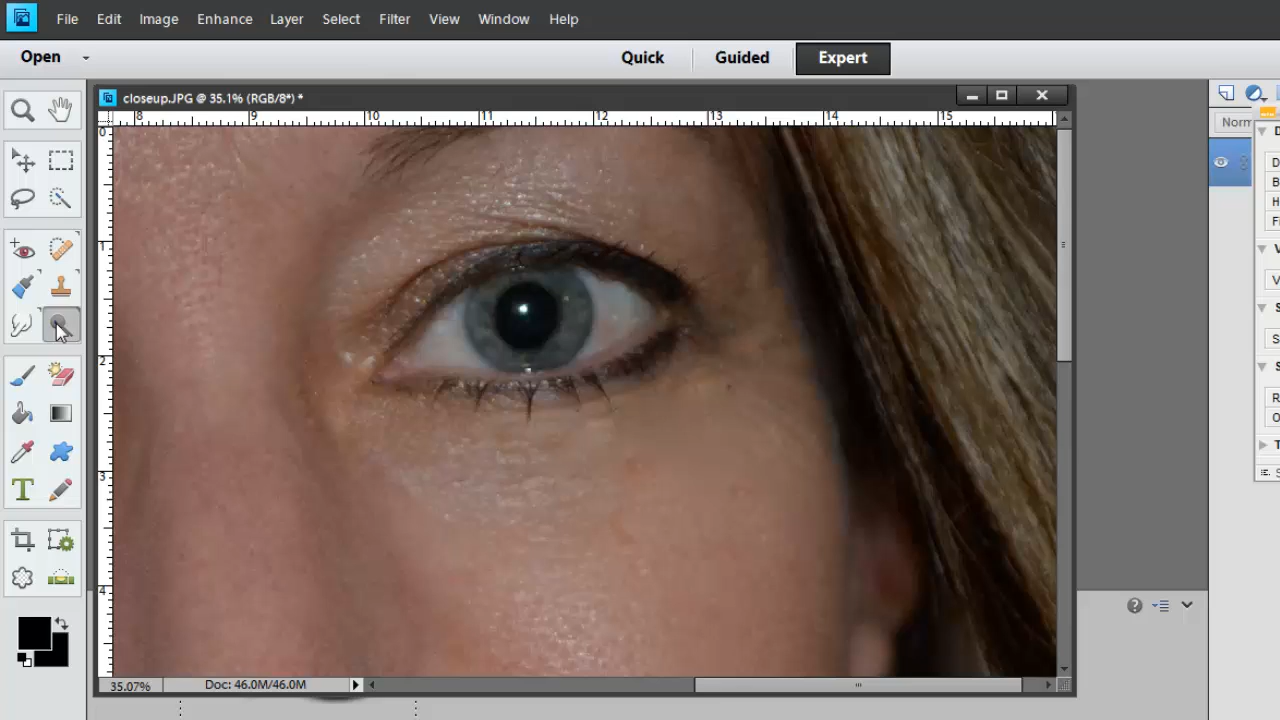 File Edit Image Enhance Layer Select Filter View Window Help
Open Quick Guided Expert
closeup.JPG @ 35.1% (RGB/8*) *
8 9 10 11 12 13 14 15
0
1
2
3
4
Norm
D
B
H
Fi
V
V
S
S
S
R
O
T
S
T
35.07% Doc: 46.0M/46.0M